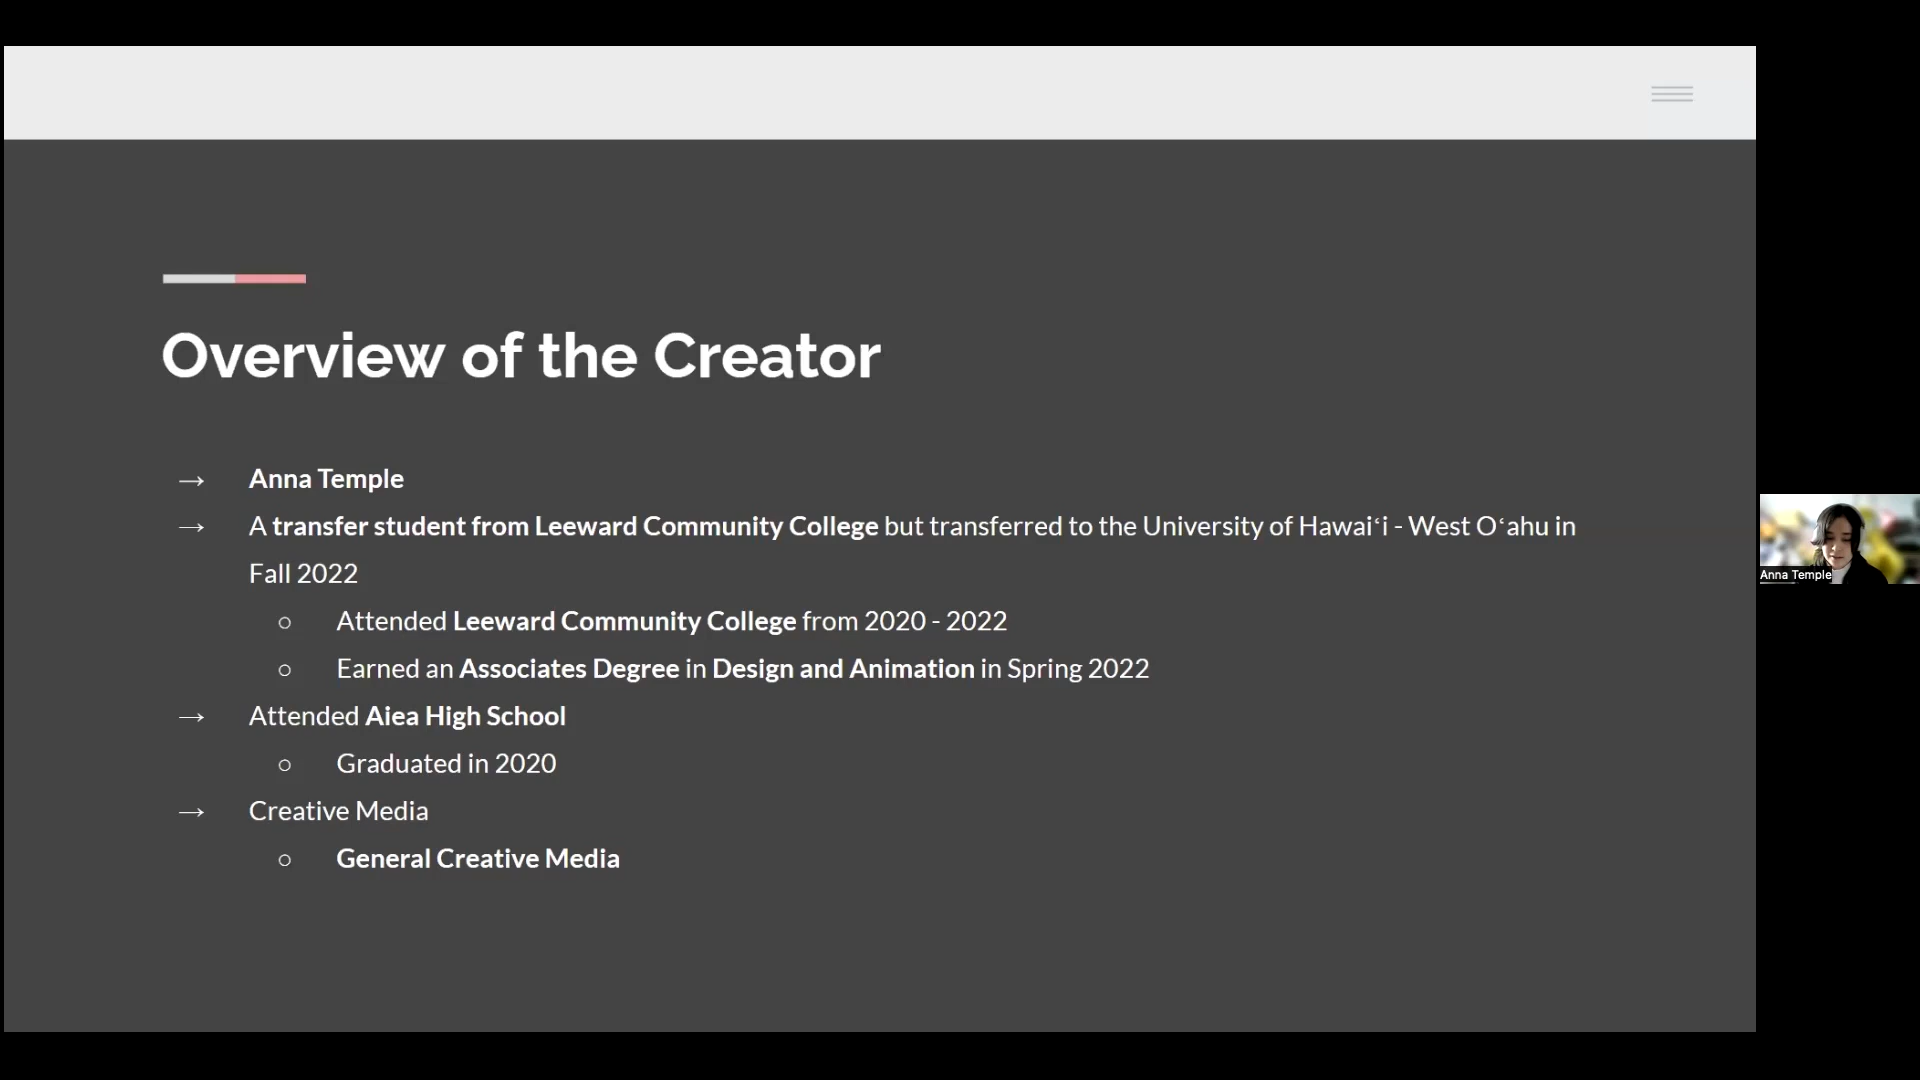 Overview of the Creator
→ Anna Temple
→ A transfer student from Leeward Community College but transferred to the University of Hawaiʻi - West Oʻahu in
Fall 2022
○ Attended Leeward Community College from 2020 - 2022
○ Earned an Associates Degree in Design and Animation in Spring 2022
→ Attended Aiea High School
○ Graduated in 2020
→ Creative Media
○ General Creative Media
Anna Temple